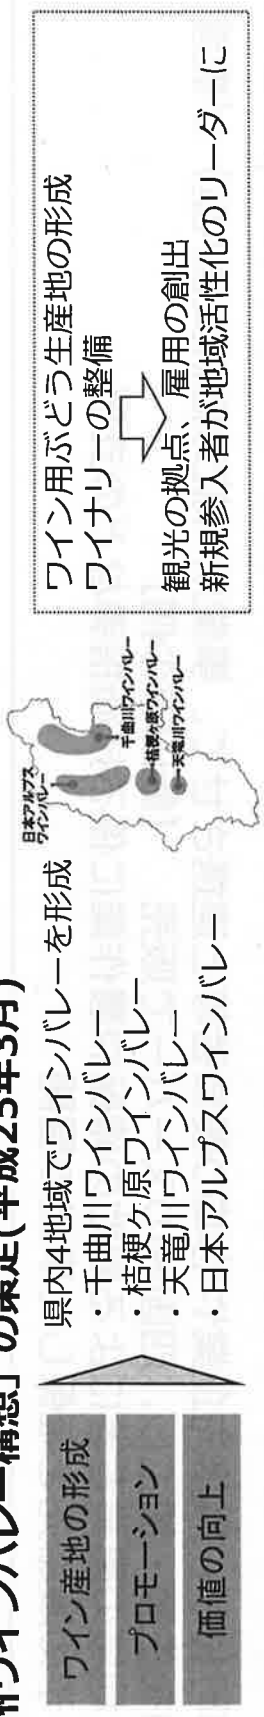 ワインバレー構想」の策定(平成25年3月)
ワイン産地の形成
プロモーション
価値の向上
県内4地域でワインバレーを形成
・千曲川ワインバレー
・桔梗ヶ原ワインバレー
・天竜川ワインバレー
・日本アルプスワインバレー
日本アルプス
ワインバレー
千曲川ワインバレー
桔梗ヶ原ワインバレー
天竜川ワインバレー
ワイン用ぶどう生産地の形成
ワイナリーの整備
観光の拠点、雇用の創出
新規参入者が地域活性化のリーダーに